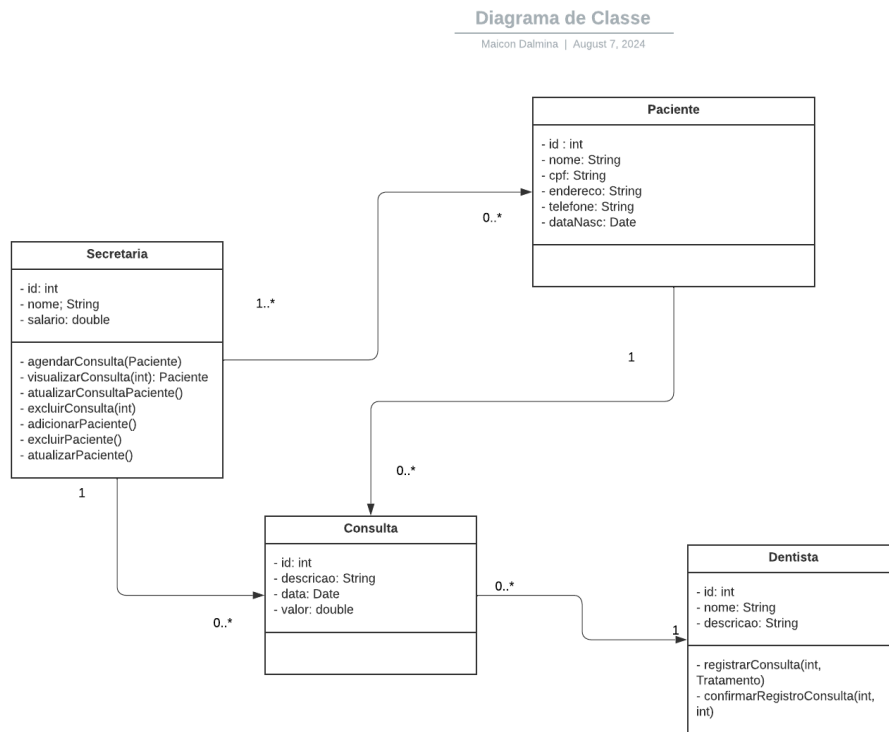 Diagrama de Classe
Maicon Dalmina | August 7, 2024
Paciente
- id : int
- nome: String
- cpf: String
- endereco: String
- telefone: String
- dataNasc: Date
0..*
Secretaria
- id: int
- nome; String
- salario: double
1..*
- agendarConsulta(Paciente)
- visualizarConsulta(int): Paciente
- atualizarConsultaPaciente()
- excluirConsulta(int)
- adicionarPaciente()
- excluirPaciente()
- atualizarPaciente()
1
1
0..*
Consulta
- id: int
- descricao: String
- data: Date
- valor: double
0..*
0..*
1
Dentista
- id: int
- nome: String
- descricao: String
- registrarConsulta(int,
Tratamento)
- confirmarRegistroConsulta(int,
int)